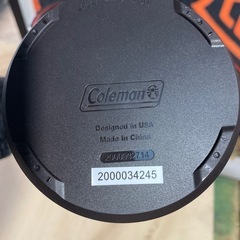 Coleman
Designed in USA
Made in China
2000034245